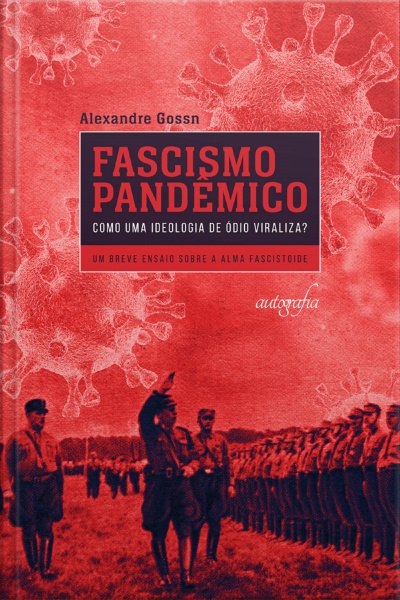 Alexandre Gossn
FASCISMO
PANDÊMICO
COMO UMA IDEOLOGIA DE ÓDIO VIRALIZA?
UM BREVE ENSAIO SOBRE A ALMA FASCISTOIDE
autografia